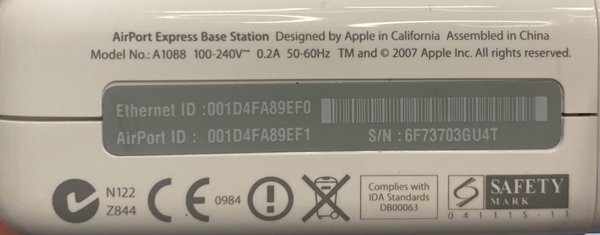 AirPort Express Base Station Designed by Apple in California Assembled in China
Model No.: A1088 100-240V~ 0.2A 50-60Hz TM and © 2007 Apple Inc. All rights reserved.
Ethernet ID :001D4FA89EF0
AirPort ID : 001D4FA89EF1 S/N : 6F73703GU4T
N122
Z844
CE 0984
Complies with
IDA Standards
DB00063
SAFETY
MARK
041115-11